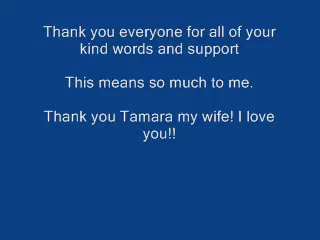 Thank you everyone for all of your
kind words and support
This means so much to me.
Thank you Tamara my wife! I love
you!!